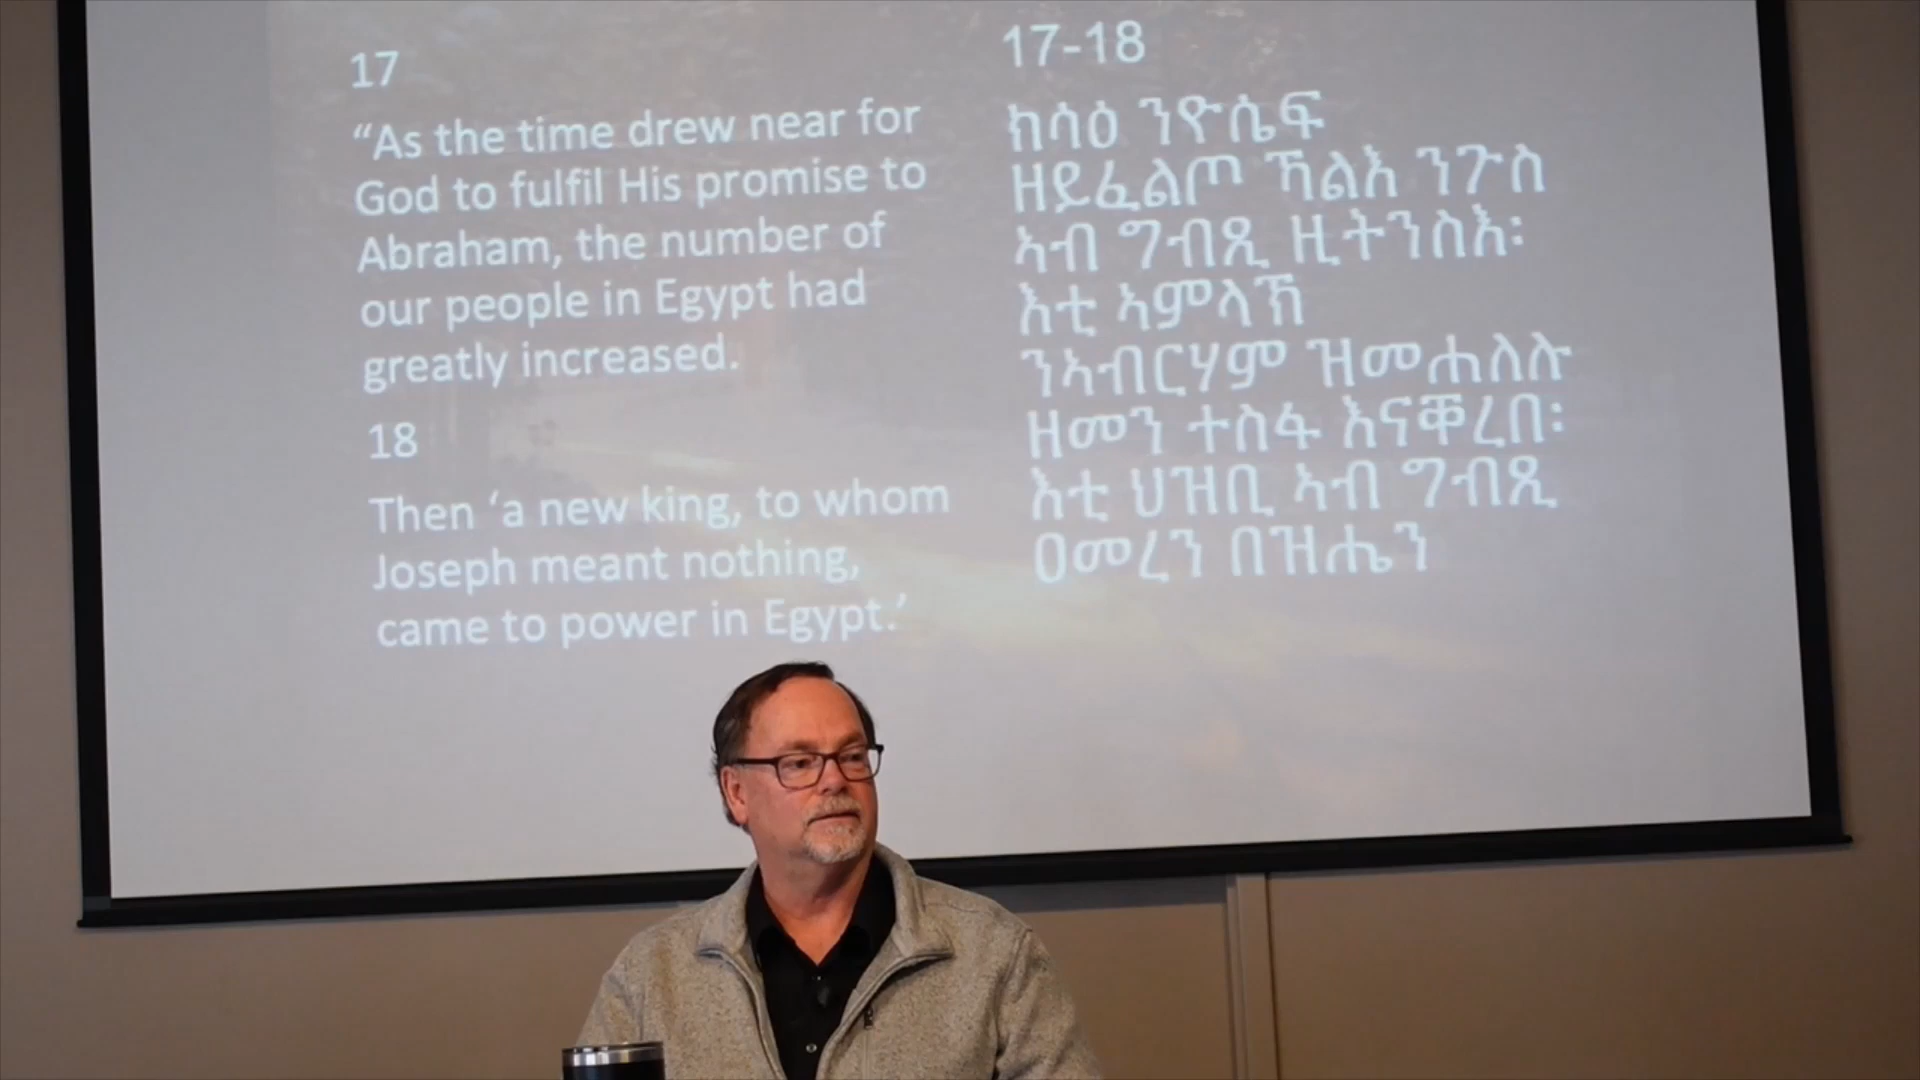 17
“As the time drew near for
God to fulfil His promise to
Abraham, the number of
our people in Egypt had
greatly increased.
18
Then ‘a new king, to whom
Joseph meant nothing,
came to power in Egypt.’
17-18
ክሳዕ ንዮሴፍ
ዘይፈልጦ ኻልእ ንጉስ
ኣብ ግብጺ ዚትንስእ፡
እቲ ኣምላኽ
ንኣብርሃም ዝመሐለሉ
ዘመን ተስፋ እናቐረበ፡
እቲ ህዝቢ ኣብ ግብጺ
ዐመረን በዝሔን